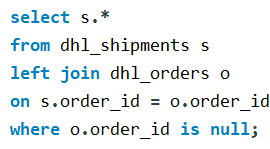 select s.*
from dhl_shipments s
left join dhl_orders o
on s.order_id = o.order_id
where o.order_id is null;